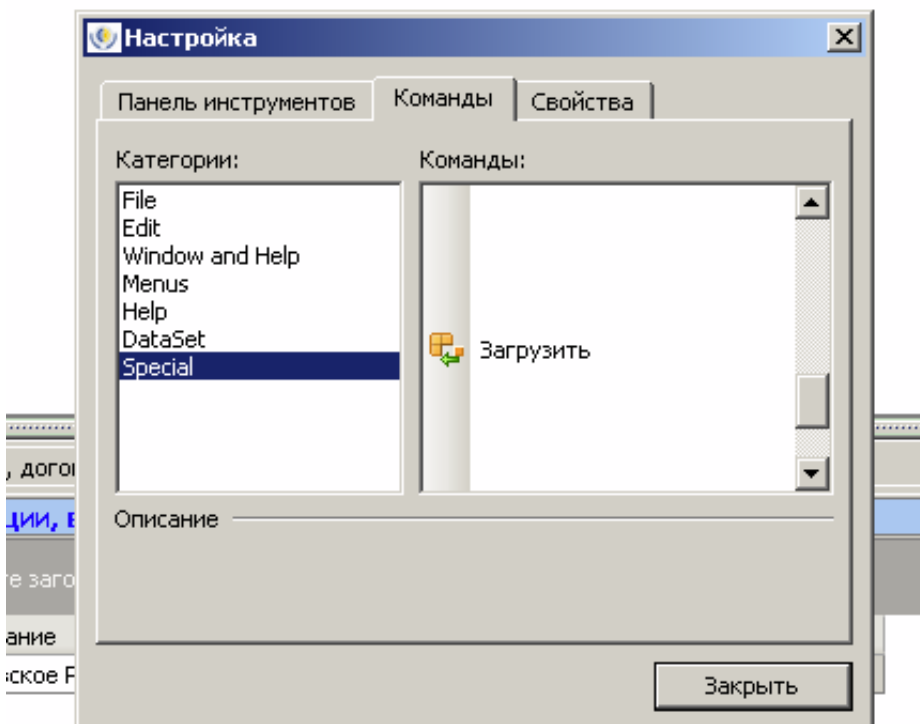 Настройка
Панель инструментов
Команды
Свойства
Категории:
Команды:
File
Edit
Window and Help
Menus
Help
DataSet
Special
Загрузить
Описание
Закрыть